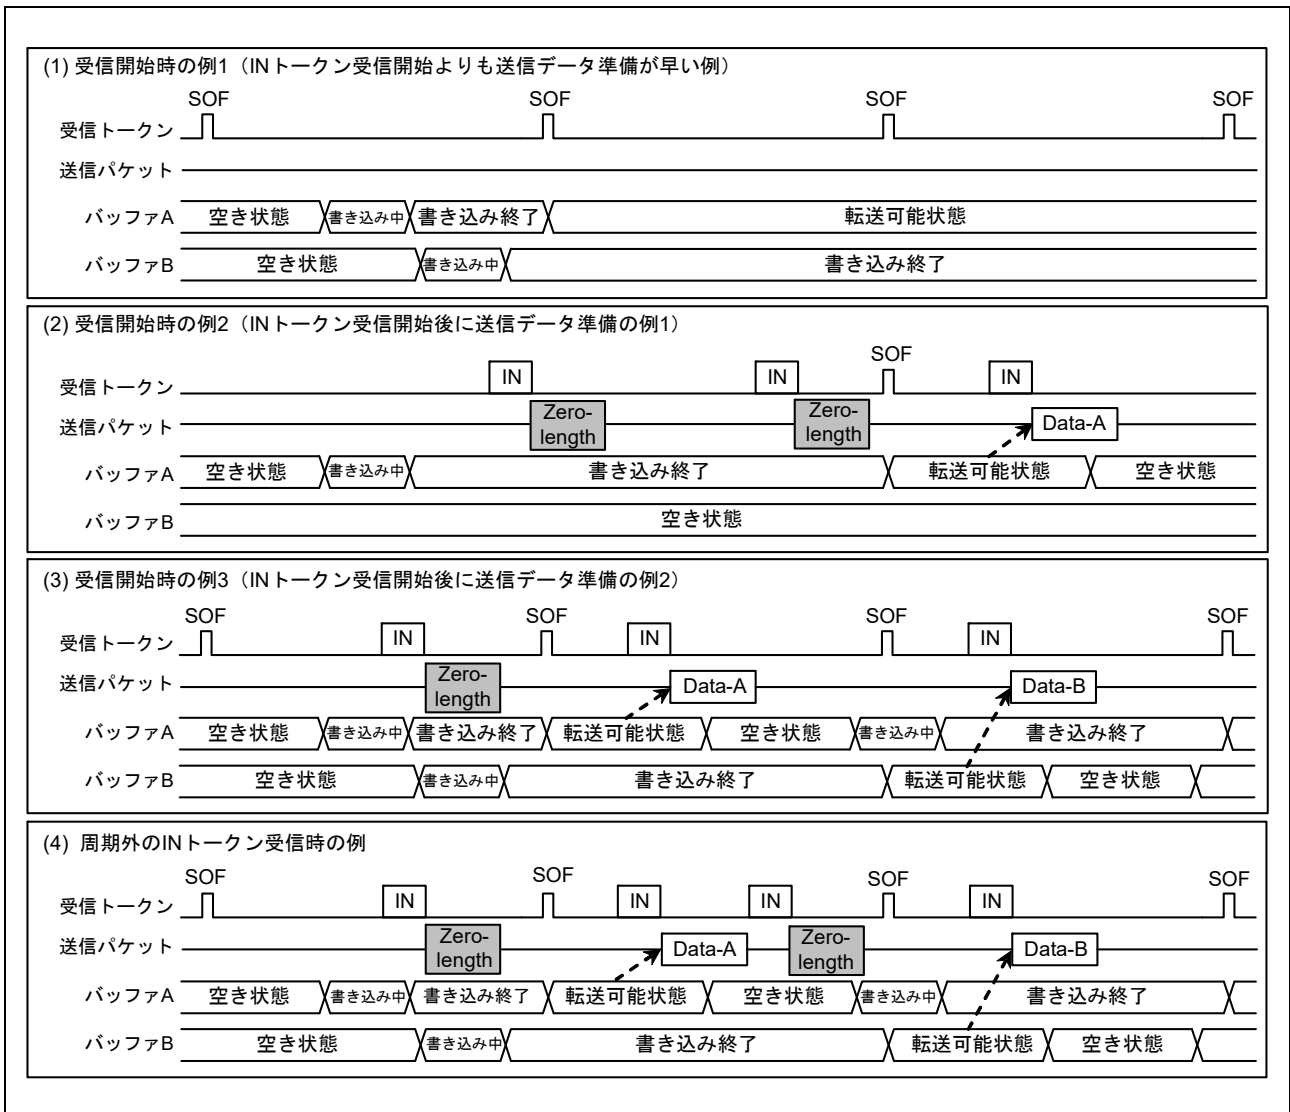 (1) 受信開始時の例1（INトークン受信開始よりも送信データ準備が早い例）
SOF SOF SOF SOF
受信トークン
送信パケット
バッファA 空き状態 書き込み中 書き込み終了 転送可能状態
バッファB 空き状態 書き込み中 書き込み終了
(2) 受信開始時の例2（INトークン受信開始後に送信データ準備の例1）
SOF
受信トークン IN IN IN
送信パケット Zero-length Zero-length Data-A
バッファA 空き状態 書き込み中 書き込み終了 転送可能状態 空き状態
バッファB 空き状態
(3) 受信開始時の例3（INトークン受信開始後に送信データ準備の例2）
SOF SOF SOF SOF
受信トークン IN IN IN
送信パケット Zero-length Data-A Data-B
バッファA 空き状態 書き込み中 書き込み終了 転送可能状態 空き状態 書き込み中 書き込み終了
バッファB 空き状態 書き込み中 書き込み終了 転送可能状態 空き状態
(4) 周期外のINトークン受信時の例
SOF SOF SOF SOF
受信トークン IN IN IN IN
送信パケット Zero-length Data-A Zero-length Data-B
バッファA 空き状態 書き込み中 書き込み終了 転送可能状態 空き状態 書き込み中 書き込み終了
バッファB 空き状態 書き込み中 書き込み終了 転送可能状態 空き状態